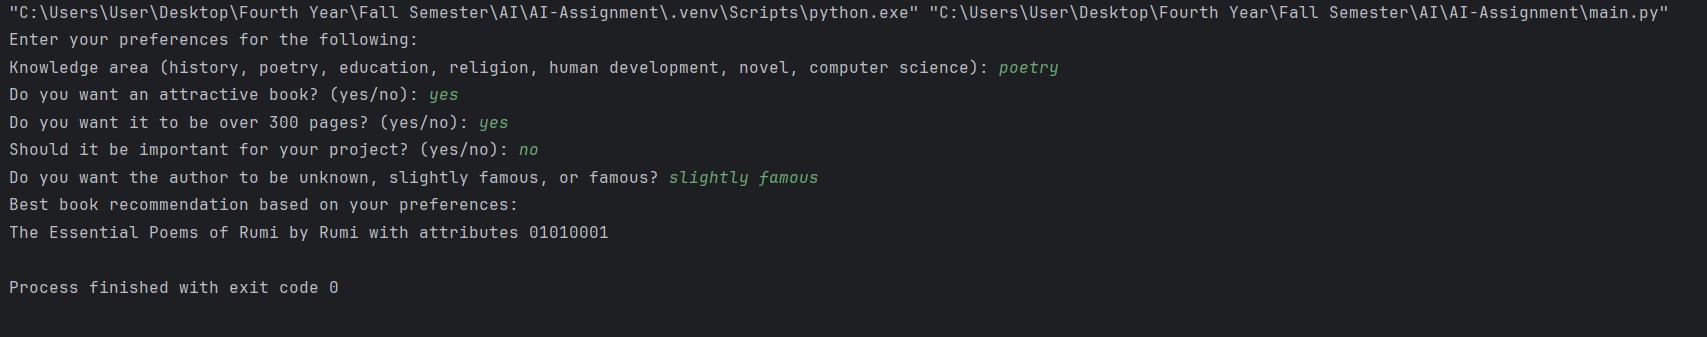 "C:\Users\User\Desktop\Fourth Year\Fall Semester\AI\AI-Assignment\.venv\Scripts\python.exe" "C:\Users\User\Desktop\Fourth Year\Fall Semester\AI\AI-Assignment\main.py"
Enter your preferences for the following:
Knowledge area (history, poetry, education, religion, human development, novel, computer science): poetry
Do you want an attractive book? (yes/no): yes
Do you want it to be over 300 pages? (yes/no): yes
Should it be important for your project? (yes/no): no
Do you want the author to be unknown, slightly famous, or famous? slightly famous
Best book recommendation based on your preferences:
The Essential Poems of Rumi by Rumi with attributes 01010001
Process finished with exit code 0